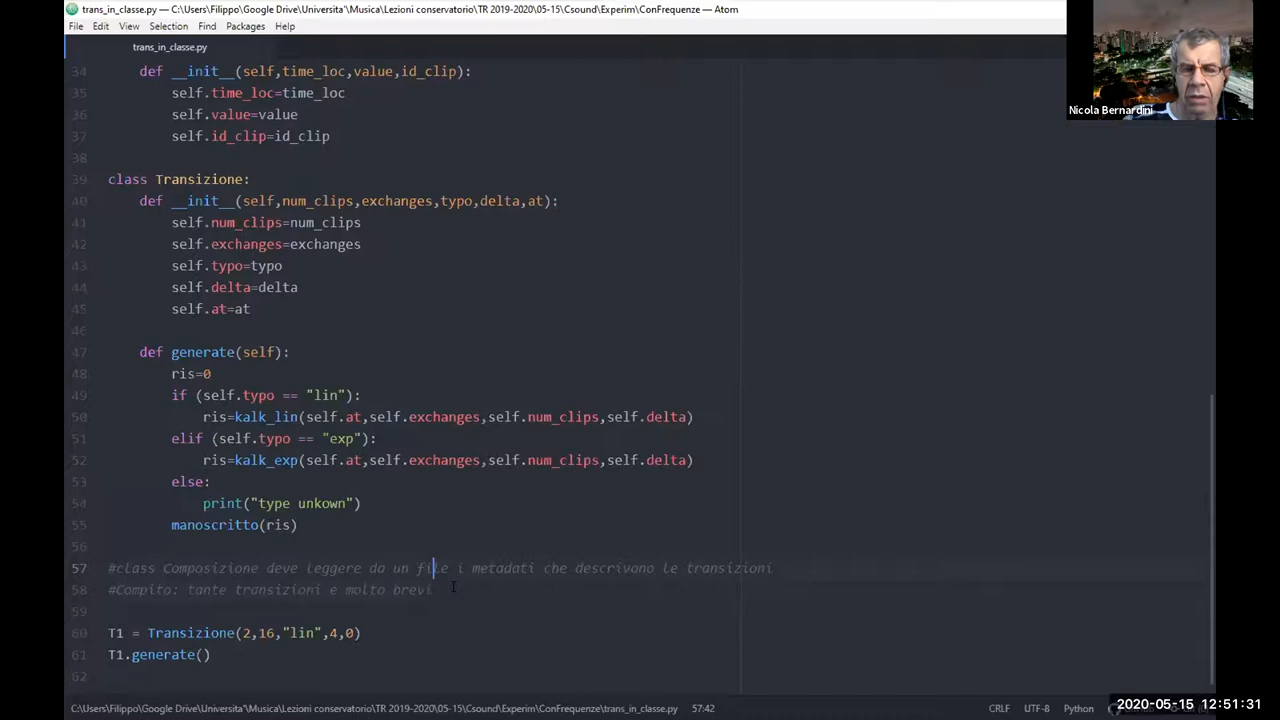 trans_in_classe.py — C:\Users\Filippo\Google Drive\Universita'\Musica\Lezioni conservatorio\TR 2019-2020\05-15\Csound\Experim\ConFrequenze — Atom
File Edit View Selection Find Packages Help
trans_in_classe.py
Nicola Bernardini
34 def __init__(self,time_loc,value,id_clip):
35 self.time_loc=time_loc
36 self.value=value
37 self.id_clip=id_clip
38
39 class Transizione:
40 def __init__(self,num_clips,exchanges,typo,delta,at):
41 self.num_clips=num_clips
42 self.exchanges=exchanges
43 self.typo=typo
44 self.delta=delta
45 self.at=at
46
47 def generate(self):
48 ris=0
49 if (self.typo == "lin"):
50 ris=kalk_lin(self.at,self.exchanges,self.num_clips,self.delta)
51 elif (self.typo == "exp"):
52 ris=kalk_exp(self.at,self.exchanges,self.num_clips,self.delta)
53 else:
54 print("type unkown")
55 manoscritto(ris)
56
57 #class Composizione deve leggere da un file i metadati che descrivono le transizioni
58 #Compito: tante transizioni e molto brevi
59
60 T1 = Transizione(2,16,"lin",4,0)
61 T1.generate()
62
C:\Users\Filippo\Google Drive\Universita'\Musica\Lezioni conservatorio\TR 2019-2020\05-15\Csound\Experim\ConFrequenze\trans_in_classe.py 57:42 CRLF UTF-8 Python
2020-05-15 12:51:31